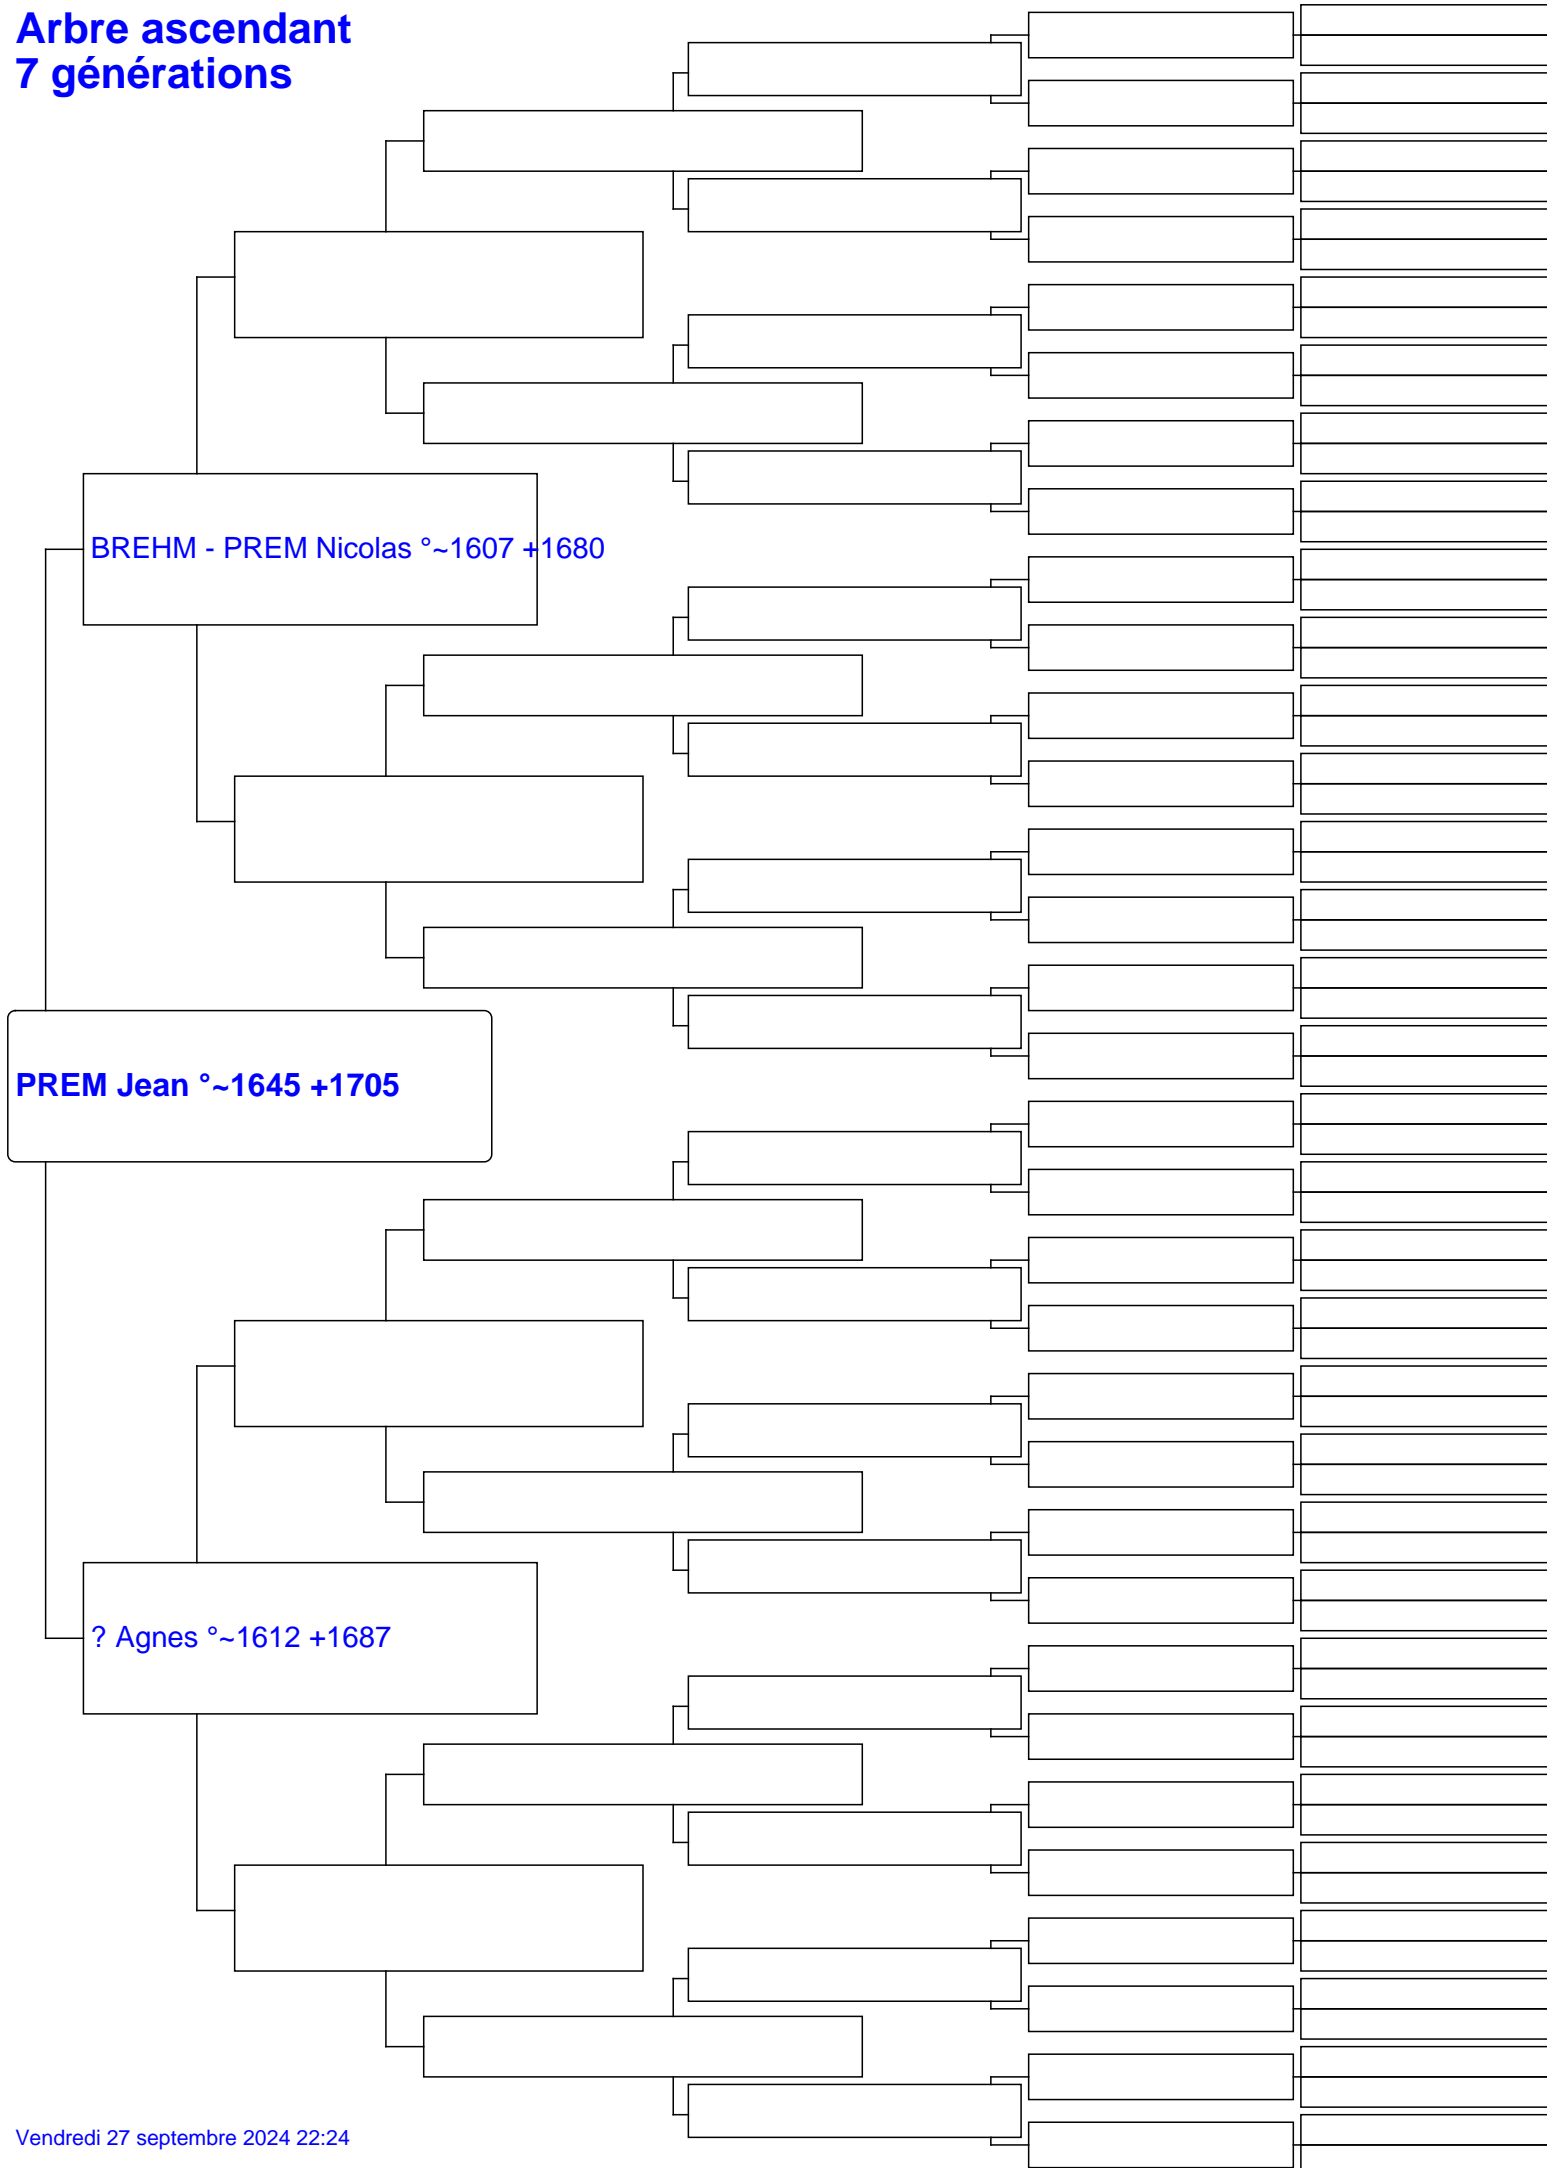 Arbre ascendant
7 générations
BREHM - PREM Nicolas °~1607 +1680
PREM Jean °~1645 +1705
? Agnes °~1612 +1687
Vendredi 27 septembre 2024 22:24